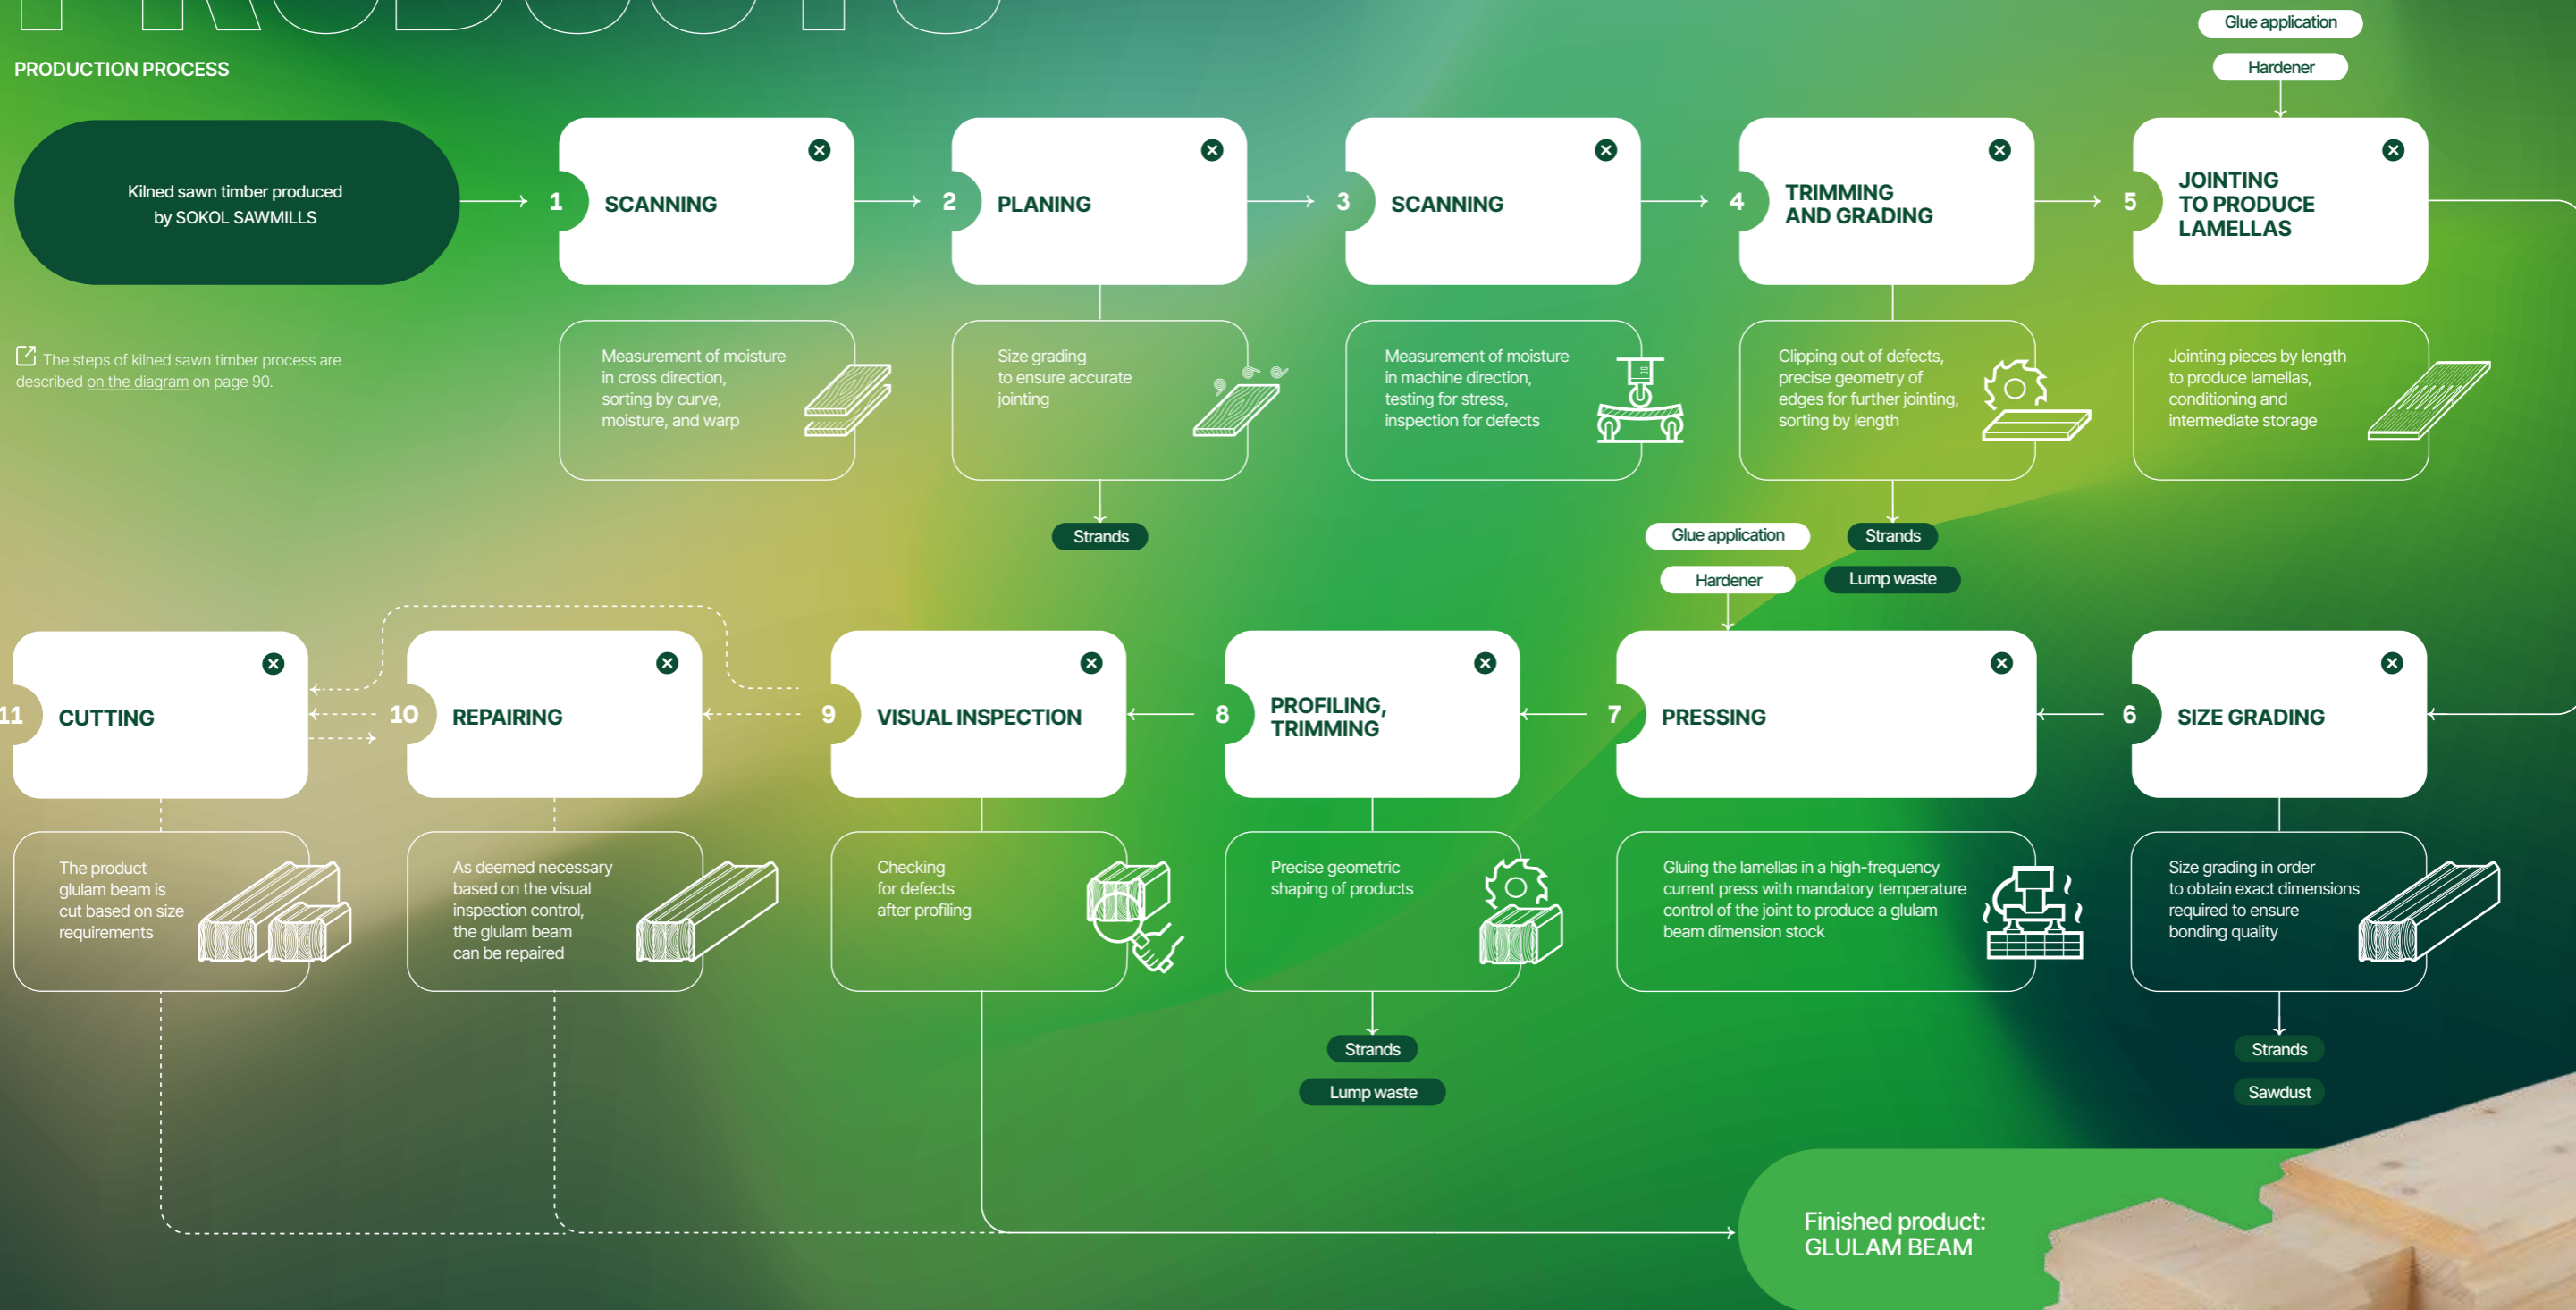 PRODUCTS
PRODUCTION PROCESS
Glue application
Hardener
Kilned sawn timber produced
by SOKOL SAWMILLS
1
SCANNING
2
PLANING
3
SCANNING
4
TRIMMING
AND GRADING
5
JOINTING
TO PRODUCE
LAMELLAS
The steps of kilned sawn timber process are
described on the diagram on page 90.
Measurement of moisture
in cross direction,
sorting by curve,
moisture, and warp
Size grading
to ensure accurate
jointing
Measurement of moisture
in machine direction,
testing for stress,
inspection for defects
Clipping out of defects,
precise geometry of
edges for further jointing,
sorting by length
Jointing pieces by length
to produce lamellas,
conditioning and
intermediate storage
Strands
Glue application
Hardener
Strands
Lump waste
11
CUTTING
10
REPAIRING
9
VISUAL INSPECTION
8
PROFILING,
TRIMMING
7
PRESSING
6
SIZE GRADING
The product
glulam beam is
cut based on size
requirements
As deemed necessary
based on the visual
inspection control,
the glulam beam
can be repaired
Checking
for defects
after profiling
Precise geometric
shaping of products
Gluing the lamellas in a high-frequency
current press with mandatory temperature
control of the joint to produce a glulam
beam dimension stock
Size grading in order
to obtain exact dimensions
required to ensure
bonding quality
Strands
Lump waste
Strands
Sawdust
Finished product:
GLULAM BEAM